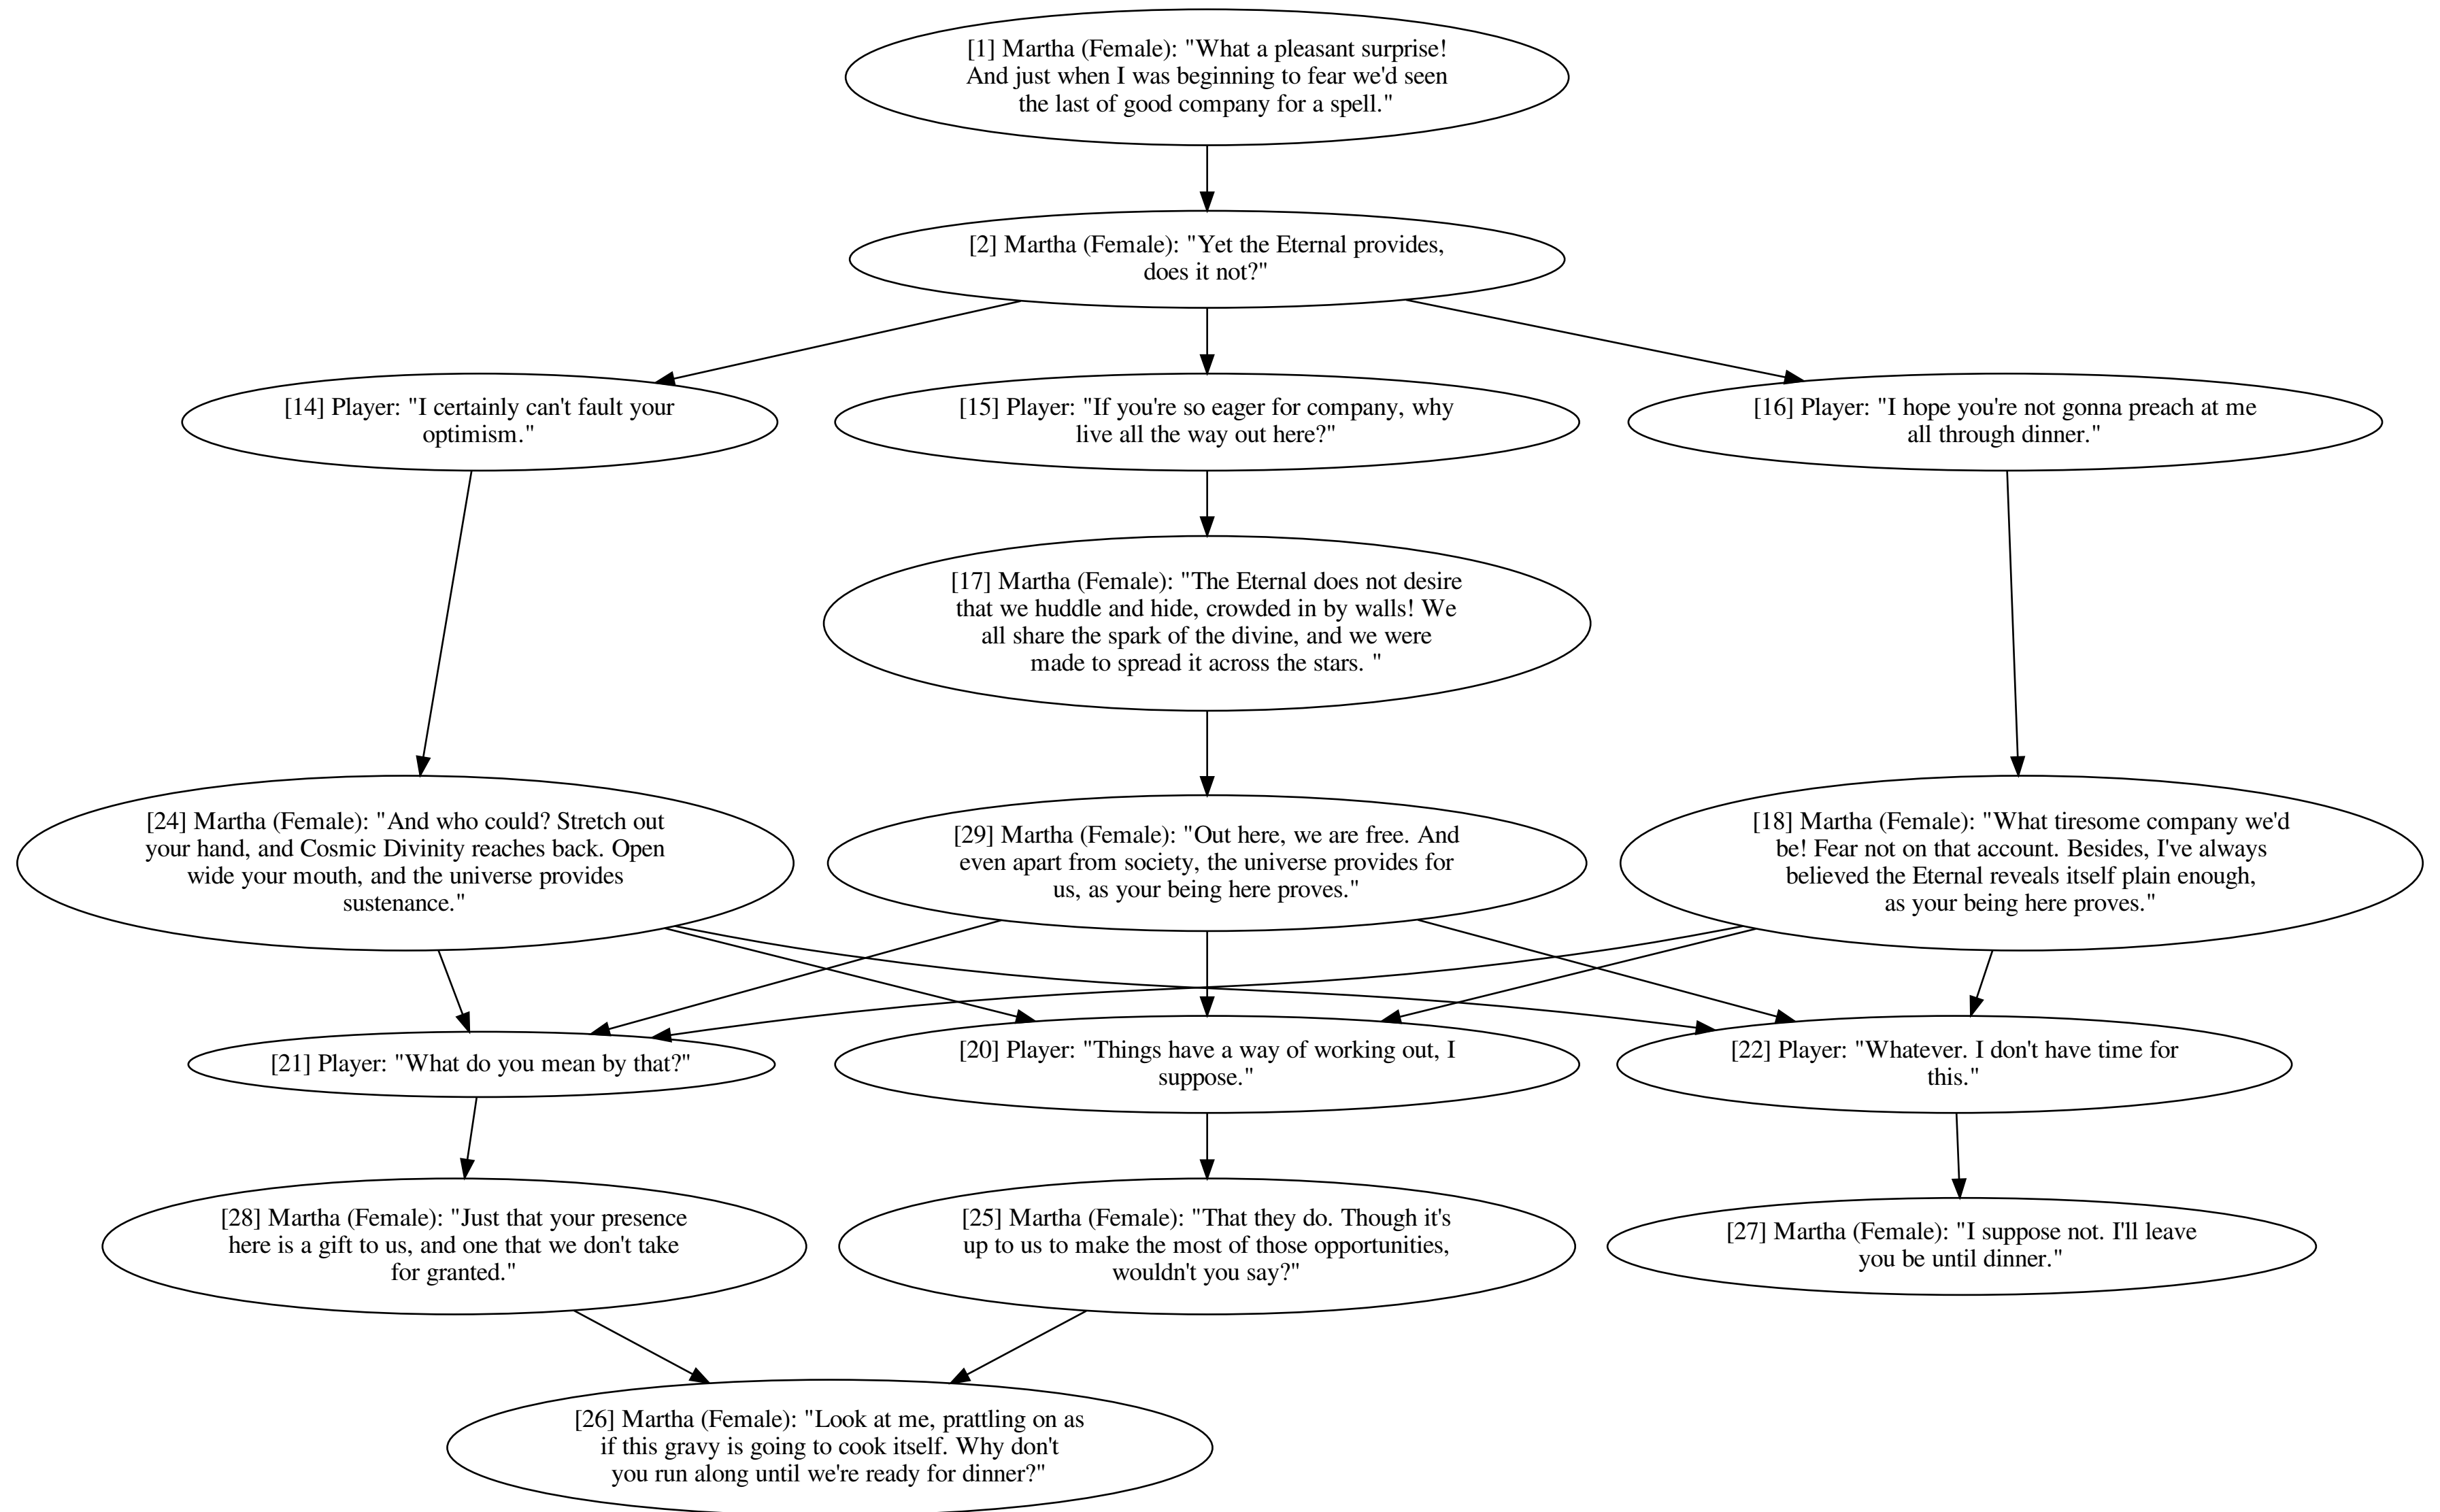 [1] Martha (Female): "What a pleasant surprise!
And just when I was beginning to fear we'd seen
the last of good company for a spell."
[2] Martha (Female): "Yet the Eternal provides,
does it not?"
[14] Player: "I certainly can't fault your
optimism."
[15] Player: "If you're so eager for company, why
live all the way out here?"
[16] Player: "I hope you're not gonna preach at me
all through dinner."
[17] Martha (Female): "The Eternal does not desire
that we huddle and hide, crowded in by walls! We
all share the spark of the divine, and we were
made to spread it across the stars. "
[24] Martha (Female): "And who could? Stretch out
your hand, and Cosmic Divinity reaches back. Open
wide your mouth, and the universe provides
sustenance."
[29] Martha (Female): "Out here, we are free. And
even apart from society, the universe provides for
us, as your being here proves."
[18] Martha (Female): "What tiresome company we'd
be! Fear not on that account. Besides, I've always
believed the Eternal reveals itself plain enough,
as your being here proves."
[21] Player: "What do you mean by that?"
[20] Player: "Things have a way of working out, I
suppose."
[22] Player: "Whatever. I don't have time for
this."
[28] Martha (Female): "Just that your presence
here is a gift to us, and one that we don't take
for granted."
[25] Martha (Female): "That they do. Though it's
up to us to make the most of those opportunities,
wouldn't you say?"
[27] Martha (Female): "I suppose not. I'll leave
you be until dinner."
[26] Martha (Female): "Look at me, prattling on as
if this gravy is going to cook itself. Why don't
you run along until we're ready for dinner?"